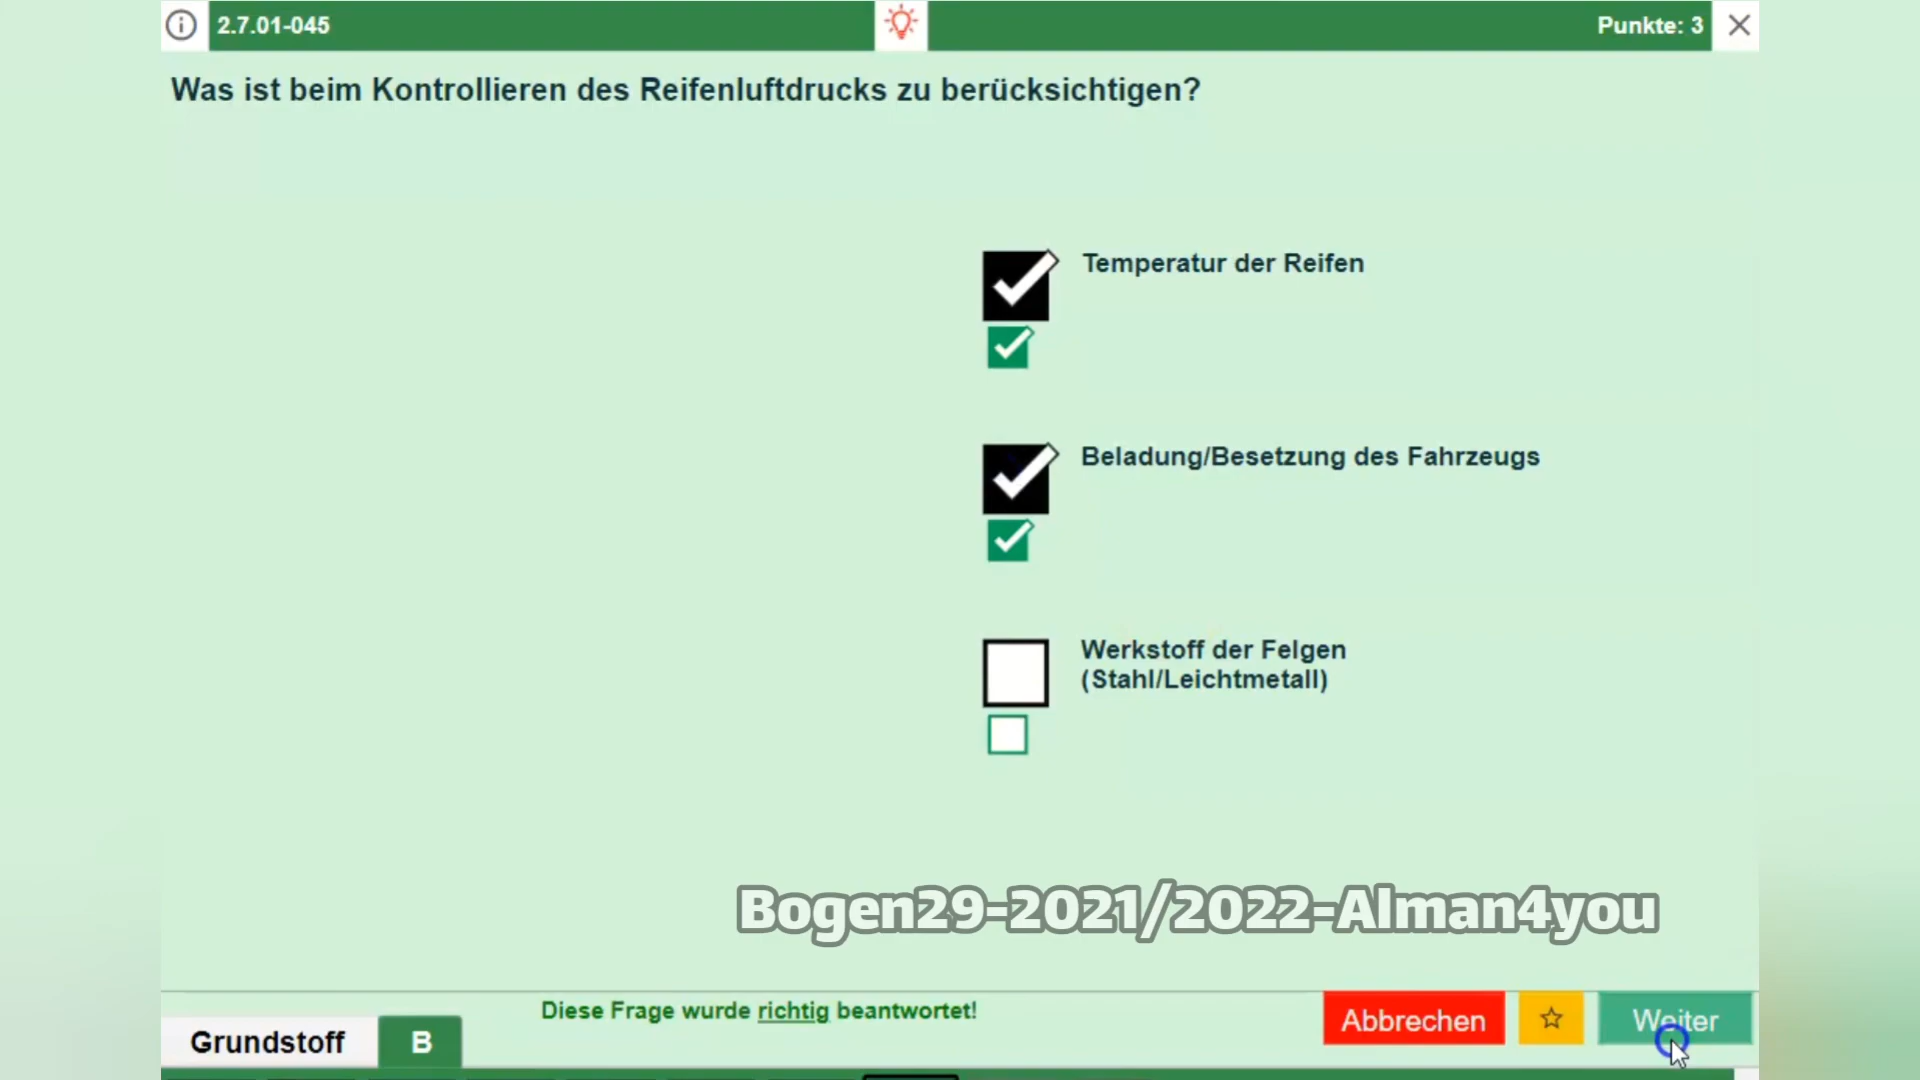 2.7.01-045
Punkte: 3
Was ist beim Kontrollieren des Reifenluftdrucks zu berücksichtigen?
Temperatur der Reifen
Beladung/Besetzung des Fahrzeugs
Werkstoff der Felgen
(Stahl/Leichtmetall)
Bogen29-2021/2022-Alman4you
Diese Frage wurde richtig beantwortet!
Abbrechen
Weiter
Grundstoff
B